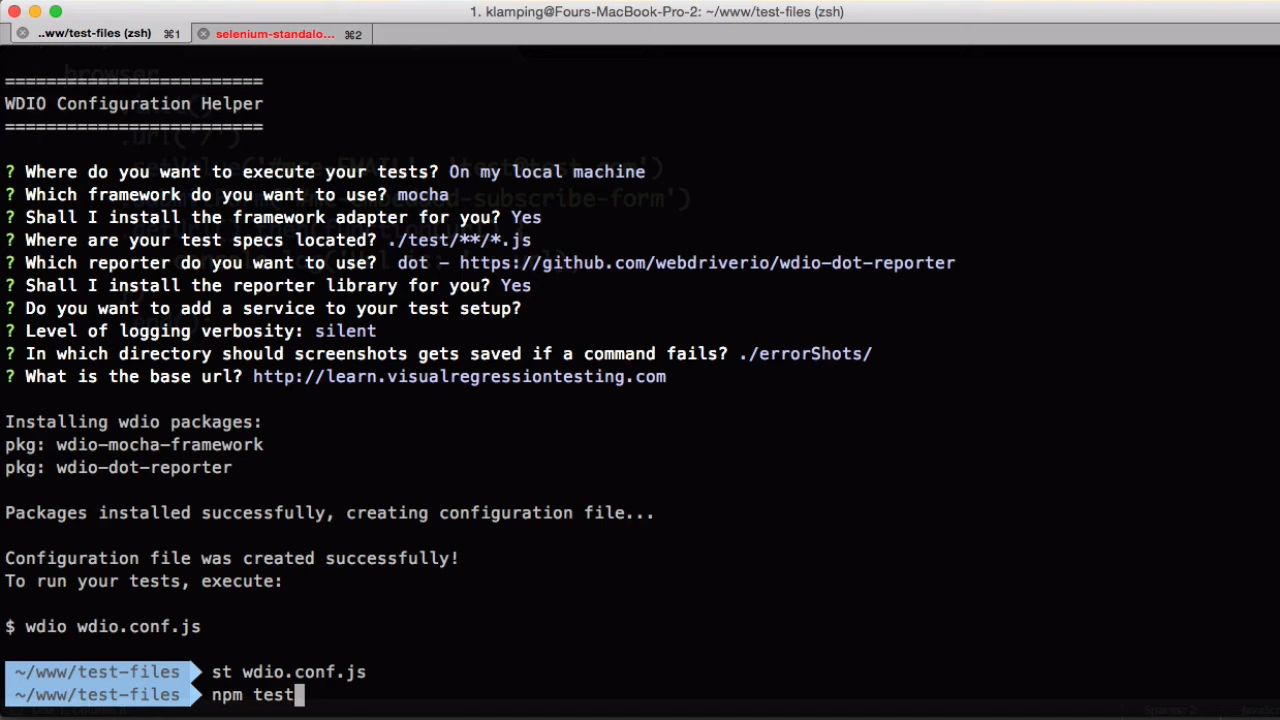 1. klamping@Fours-MacBook-Pro-2: ~/www/test-files (zsh)
..ww/test-files (zsh) ⌘1 selenium-standalo... ⌘2
browser
=========================
WDIO Configuration Helper
=========================
.url('/')
.setValue('#mce-EMAIL', 'test@test.com')
? Where do you want to execute your tests? On my local machine
? Which framework do you want to use? mocha
? Shall I install the framework adapter for you? Yes
? Where are your test specs located? ./test/**/*.js
? Which reporter do you want to use?  dot - https://github.com/webdriverio/wdio-dot-reporter
? Shall I install the reporter library for you? Yes
? Do you want to add a service to your test setup?
? Level of logging verbosity: silent
? In which directory should screenshots gets saved if a command fails? ./errorShots/
? What is the base url? http://learn.visualregressiontesting.com
Installing wdio packages:
pkg: wdio-mocha-framework
pkg: wdio-dot-reporter
Packages installed successfully, creating configuration file...
Configuration file was created successfully!
To run your tests, execute:
$ wdio wdio.conf.js
~/www/test-files st wdio.conf.js
~/www/test-files npm test